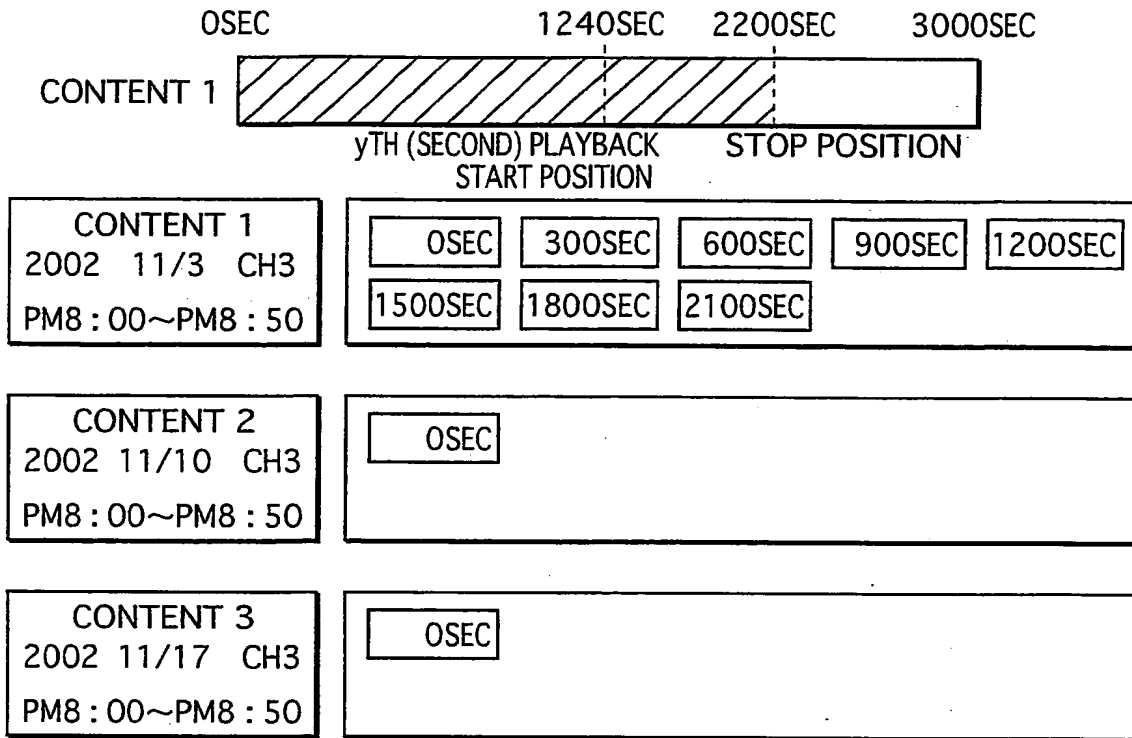 0SEC 1240SEC 2200SEC 3000SEC
CONTENT 1
yTH (SECOND) PLAYBACK START POSITION
STOP POSITION
CONTENT 1
2002 11/3 CH3
PM8 : 00~PM8 : 50
0SEC 300SEC 600SEC 900SEC 1200SEC
1500SEC 1800SEC 2100SEC
CONTENT 2
2002 11/10 CH3
PM8 : 00~PM8 : 50
0SEC
CONTENT 3
2002 11/17 CH3
PM8 : 00~PM8 : 50
0SEC